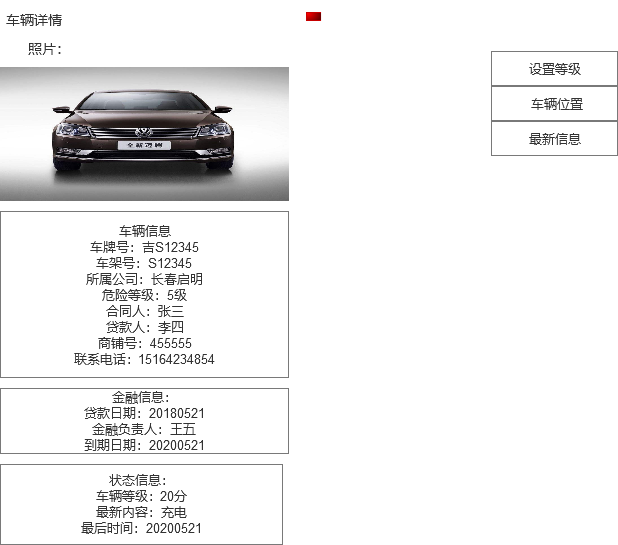 车辆详情
照片：
设置等级
车辆位置
最新信息
车辆信息
车牌号：吉S12345
车架号：S12345
所属公司：长春启明
危险等级：5级
合同人：张三
贷款人：李四
商铺号：455555
联系电话：15164234854
金融信息：
贷款日期：20180521
金融负责人：王五
到期日期：20200521
状态信息：
车辆等级：20分
最新内容：充电
最后时间：20200521